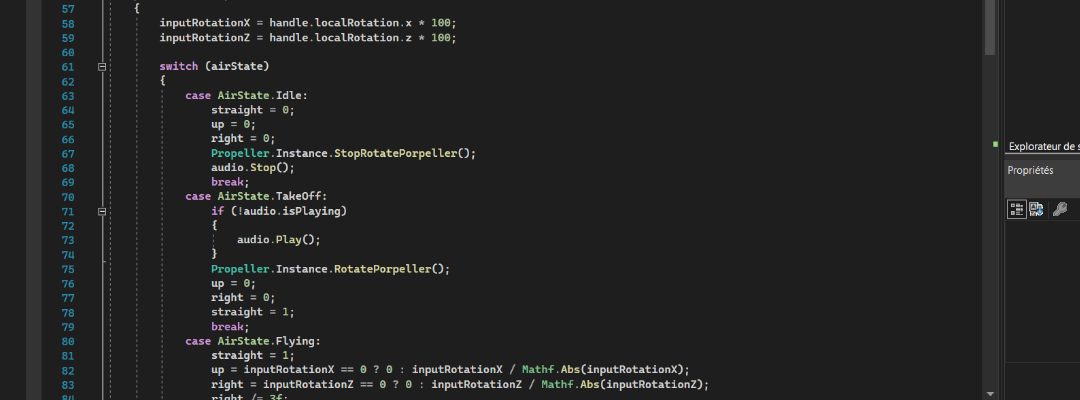 57 {
58 inputRotationX = handle.localRotation.x * 100;
59 inputRotationZ = handle.localRotation.z * 100;
60
61 switch (airState)
62 {
63 case AirState.Idle:
64 straight = 0;
65 up = 0;
66 right = 0;
67 Propeller.Instance.StopRotatePorpeller();
68 audio.Stop();
69 break;
70 case AirState.TakeOff:
71 if (!audio.isPlaying)
72 {
73 audio.Play();
74 }
75 Propeller.Instance.RotatePorpeller();
76 up = 0;
77 right = 0;
78 straight = 1;
79 break;
80 case AirState.Flying:
81 straight = 1;
82 up = inputRotationX == 0 ? 0 : inputRotationX / Mathf.Abs(inputRotationX);
83 right = inputRotationZ == 0 ? 0 : inputRotationZ / Mathf.Abs(inputRotationZ);
84 right /= 3f;
Explorateur de s
Propriétés